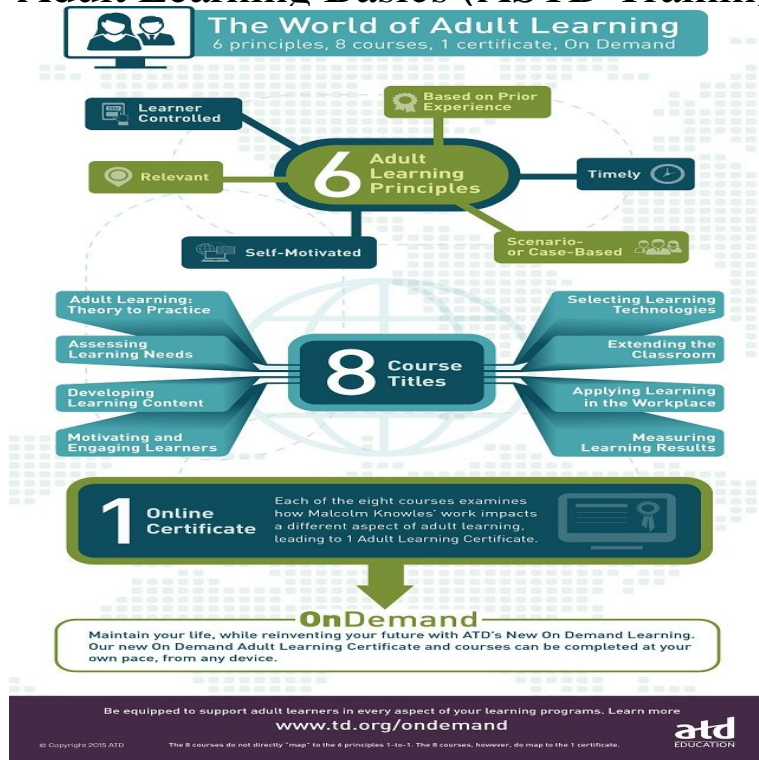 Adult Learning Basics (ASTD Training
The World of Adult Learning
6 principles, 8 courses, 1 certificate, On Demand
Learner
Controlled
Based on Prior
Experience
Relevant
6 Adult
Learning
Principles
Timely
Self-Motivated
Scenario-
or Case-Based
Adult Learning:
Theory to Practice
Assessing
Learning Needs
Developing
Learning Content
Motivating and
Engaging Learners
8 Course
Titles
Selecting Learning
Technologies
Extending the
Classroom
Applying Learning
in the Workplace
Measuring
Learning Results
1 Online
Certificate
Each of the eight courses examines
how Malcolm Knowles' work impacts
a different aspect of adult learning,
leading to 1 Adult Learning Certificate.
OnDemand
Maintain your life, while reinventing your future with ATD's New On Demand Learning.
Our new On Demand Adult Learning Certificate and courses can be completed at your
own pace, from any device.
Be equipped to support adult learners in every aspect of your learning programs. Learn more
www.td.org/ondemand
atd
EDUCATION
© Copyright 2015 ATD
The 8 courses do not directly "map" to the 6 principles 1-to-1. The 8 courses, however, do map to the 1 certificate.